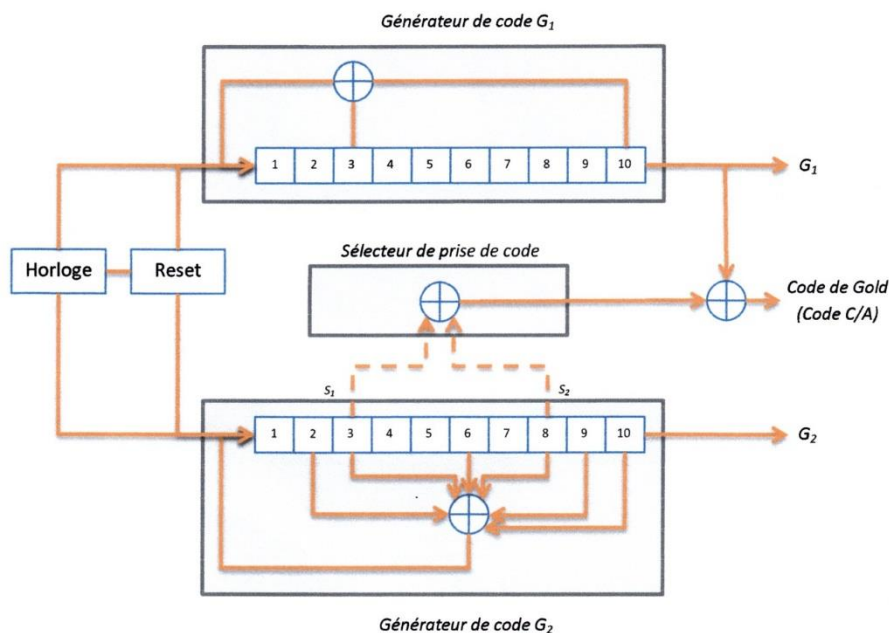 Générateur de code G1
1 2 3 4 5 6 7 8 9 10
G1
Sélecteur de prise de code
Horloge
Reset
Code de Gold
(Code C/A)
S1
S2
1 2 3 4 5 6 7 8 9 10
G2
Générateur de code G2